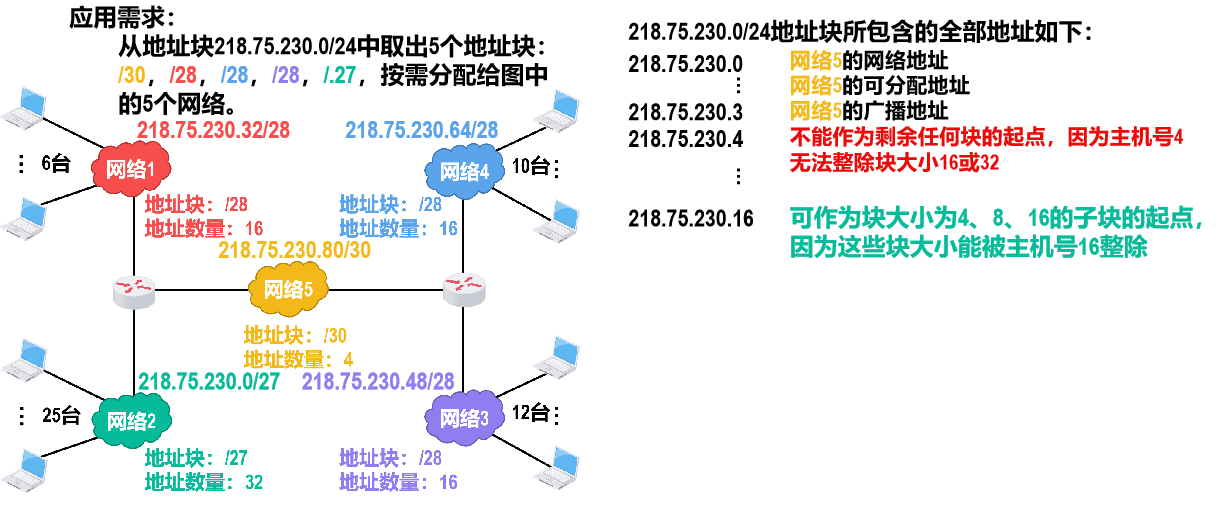 应用需求：
从地址块218.75.230.0/24中取出5个地址块：
/30，/28，/28，/28，/.27，按需分配给图中
的5个网络。
218.75.230.32/28
218.75.230.64/28
⋮ 6台
网络1
网络4
10台⋮
地址块：/28
地址数量：16
地址块：/28
地址数量：16
218.75.230.80/30
网络5
地址块：/30
地址数量：4
218.75.230.0/27
218.75.230.48/28
⋮ 25台
网络2
网络3
12台⋮
地址块：/27
地址数量：32
地址块：/28
地址数量：16
218.75.230.0/24地址块所包含的全部地址如下：
218.75.230.0 网络5的网络地址
⋮ 网络5的可分配地址
218.75.230.3 网络5的广播地址
218.75.230.4 不能作为剩余任何块的起点，因为主机号4
无法整除块大小16或32
⋮
218.75.230.16 可作为块大小为4、8、16的子块的起点，
因为这些块大小能被主机号16整除